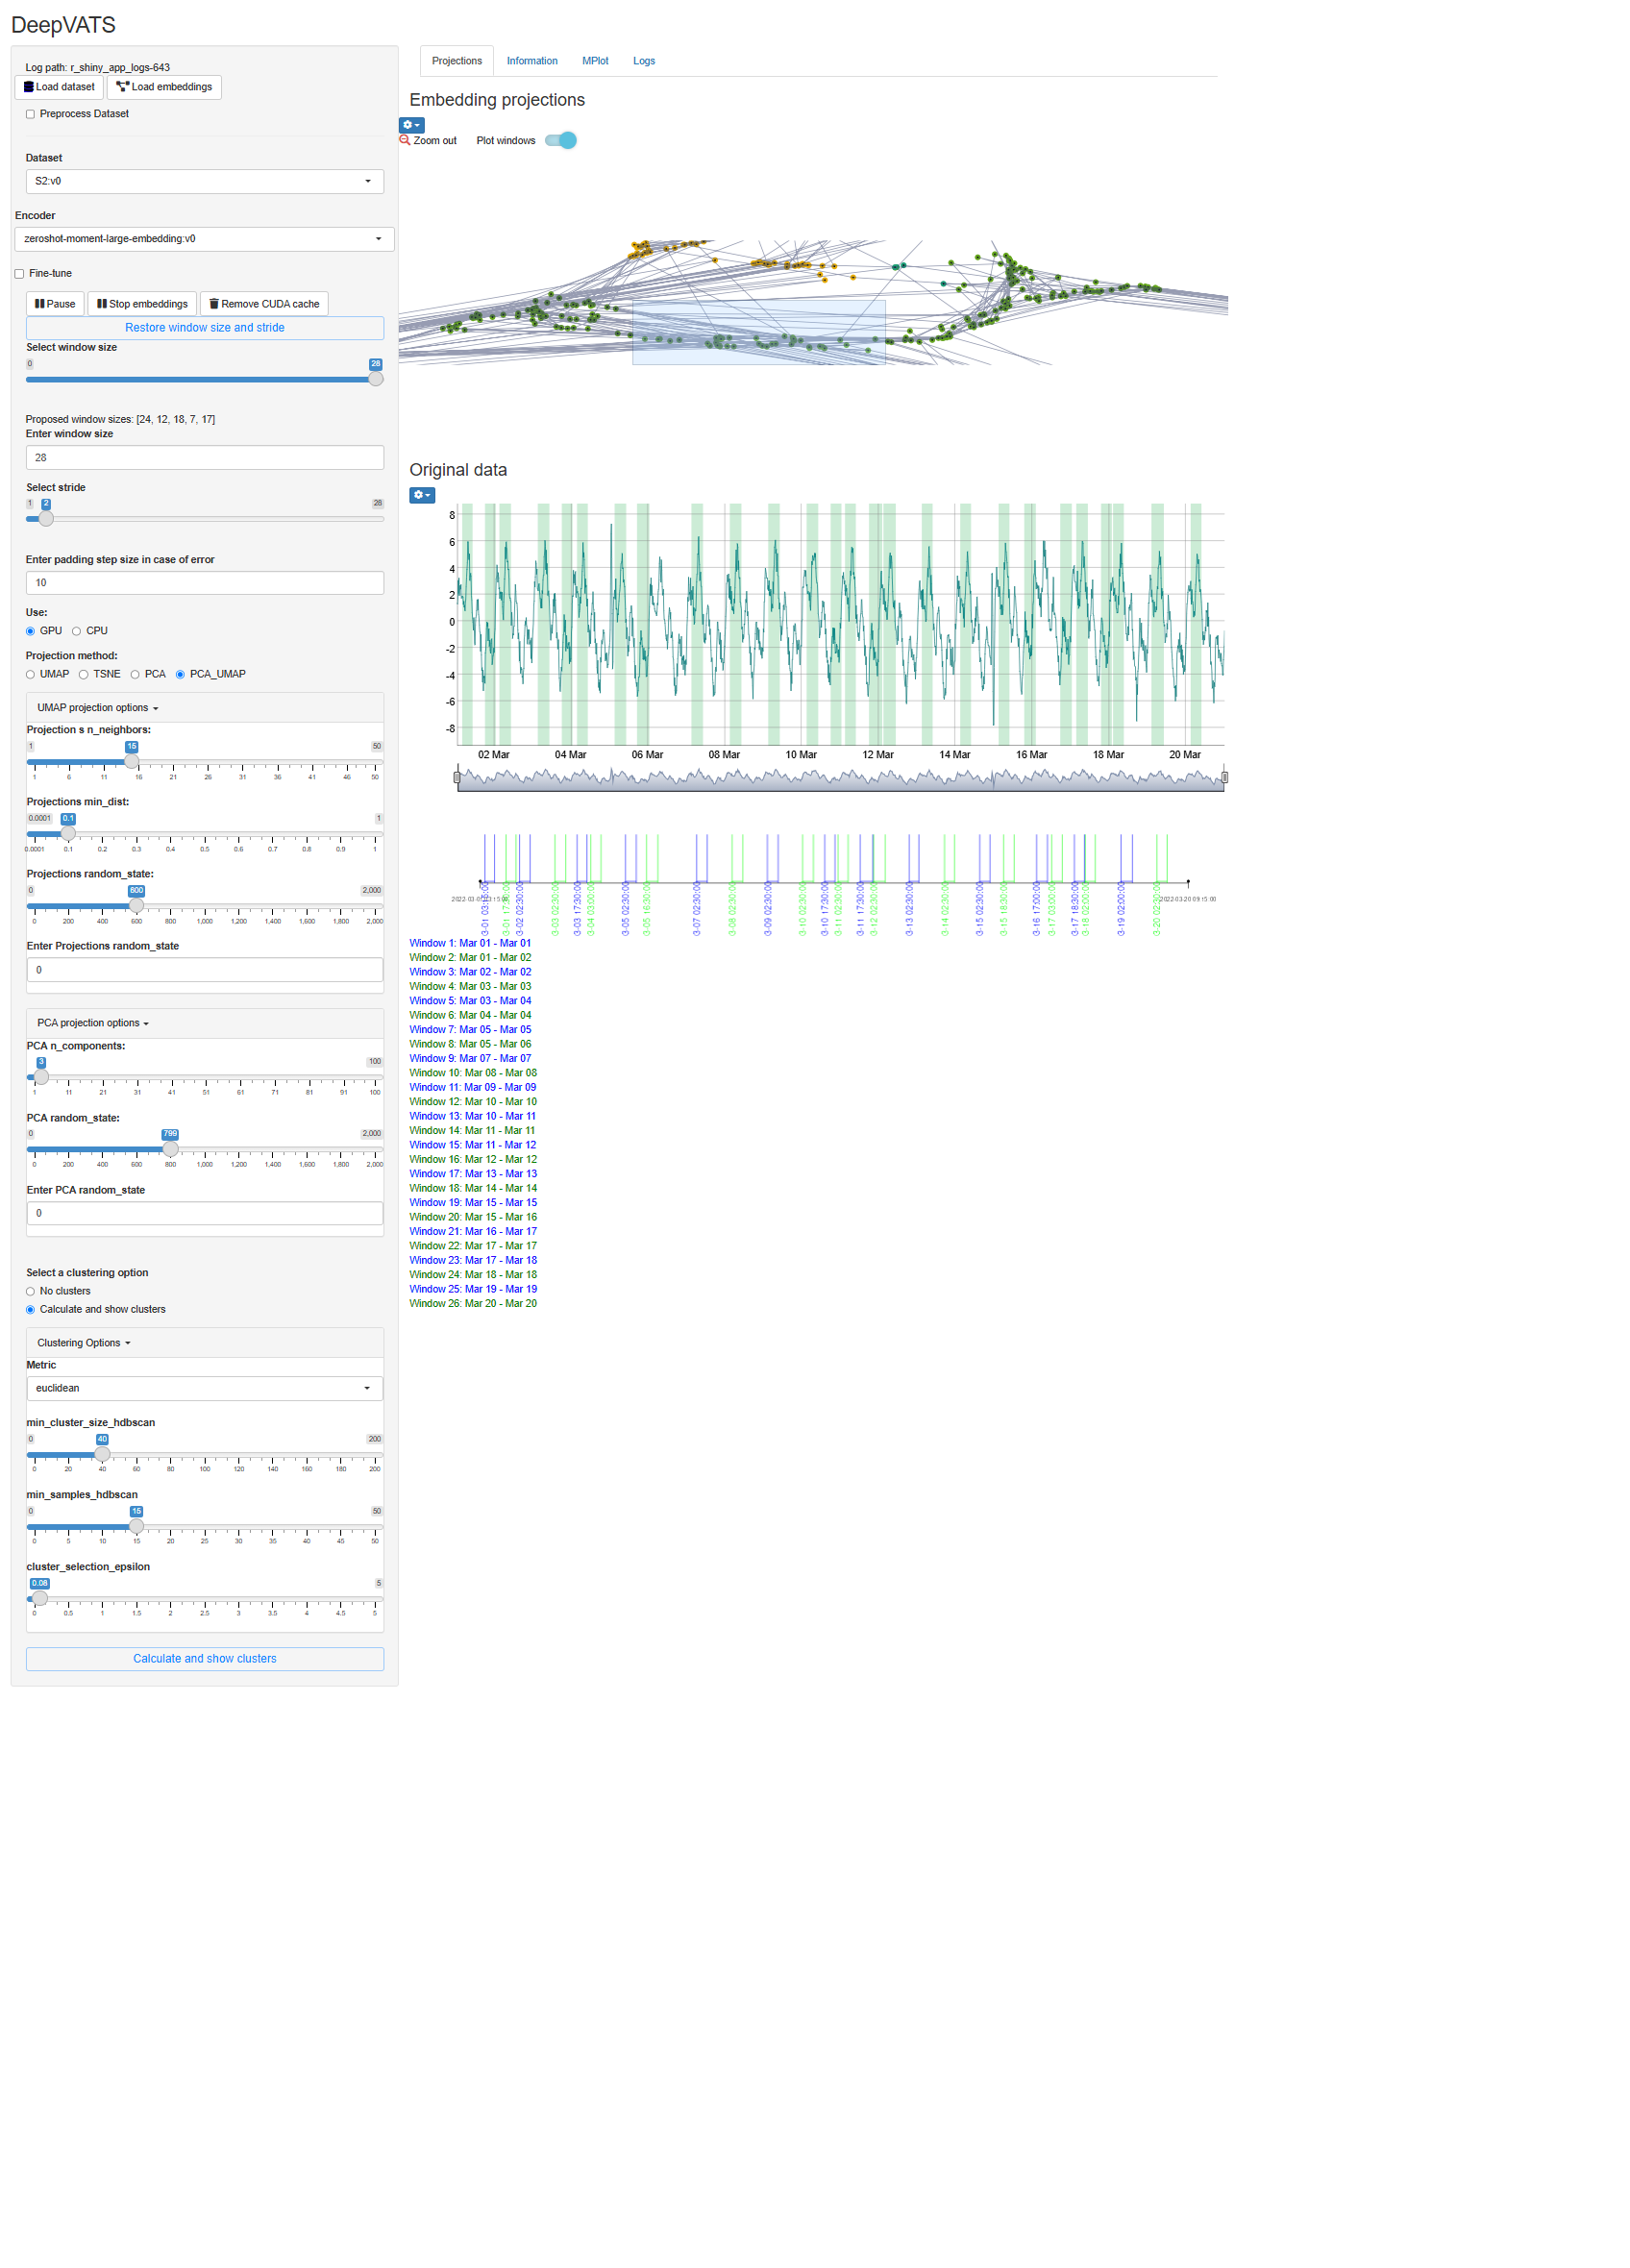 DeepVATS
Log path: r_shiny_app_logs-643
Load dataset Load embeddings
Preprocess Dataset
Dataset
S2:v0
Encoder
zeroshot-moment-large-embedding:v0
Fine-tune
Pause Stop embeddings Remove CUDA cache
Restore window size and stride
Select window size
0 28
Proposed window sizes: [24, 12, 18, 7, 17]
Enter window size
28
Select stride
1 2 28
Enter padding step size in case of error
10
Use:
GPU CPU
Projection method:
UMAP TSNE PCA PCA_UMAP
UMAP projection options
Projection s n_neighbors:
1 15 50
1 6 11 16 21 26 31 36 41 46 50
Projections min_dist:
0.0001 0.1 1
0.0001 0.1 0.2 0.3 0.4 0.5 0.6 0.7 0.8 0.9 1
Projections random_state:
0 600 2,000
0 200 400 600 800 1,000 1,200 1,400 1,600 1,800 2,000
Enter Projections random_state
0
PCA projection options
PCA n_components:
3 100
1 11 21 31 41 51 61 71 81 91 100
PCA random_state:
0 799 2,000
0 200 400 600 800 1,000 1,200 1,400 1,600 1,800 2,000
Enter PCA random_state
0
Select a clustering option
No clusters
Calculate and show clusters
Clustering Options
Metric
euclidean
min_cluster_size_hdbscan
0 40 200
0 20 40 60 80 100 120 140 160 180 200
min_samples_hdbscan
0 15 50
0 5 10 15 20 25 30 35 40 45 50
cluster_selection_epsilon
0.08 5
0 0.5 1 1.5 2 2.5 3 3.5 4 4.5 5
Calculate and show clusters
Projections Information MPlot Logs
Embedding projections
Zoom out Plot windows
Original data
8
6
4
2
0
-2
-4
-6
-8
02 Mar 04 Mar 06 Mar 08 Mar 10 Mar 12 Mar 14 Mar 16 Mar 18 Mar 20 Mar
2022-03-20 09:15:00
Window 1: Mar 01 - Mar 01
Window 2: Mar 01 - Mar 02
Window 3: Mar 02 - Mar 02
Window 4: Mar 03 - Mar 03
Window 5: Mar 03 - Mar 04
Window 6: Mar 04 - Mar 04
Window 7: Mar 05 - Mar 05
Window 8: Mar 05 - Mar 06
Window 9: Mar 07 - Mar 07
Window 10: Mar 08 - Mar 08
Window 11: Mar 09 - Mar 09
Window 12: Mar 10 - Mar 10
Window 13: Mar 10 - Mar 11
Window 14: Mar 11 - Mar 11
Window 15: Mar 11 - Mar 12
Window 16: Mar 12 - Mar 12
Window 17: Mar 13 - Mar 13
Window 18: Mar 14 - Mar 14
Window 19: Mar 15 - Mar 15
Window 20: Mar 15 - Mar 16
Window 21: Mar 16 - Mar 17
Window 22: Mar 17 - Mar 17
Window 23: Mar 17 - Mar 18
Window 24: Mar 18 - Mar 18
Window 25: Mar 19 - Mar 19
Window 26: Mar 20 - Mar 20